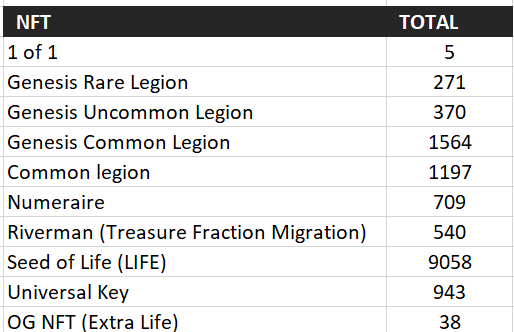 NFT TOTAL
1 of 1 5
Genesis Rare Legion 271
Genesis Uncommon Legion 370
Genesis Common Legion 1564
Common legion 1197
Numeraire 709
Riverman (Treasure Fraction Migration) 540
Seed of Life (LIFE) 9058
Universal Key 943
OG NFT (Extra Life) 38